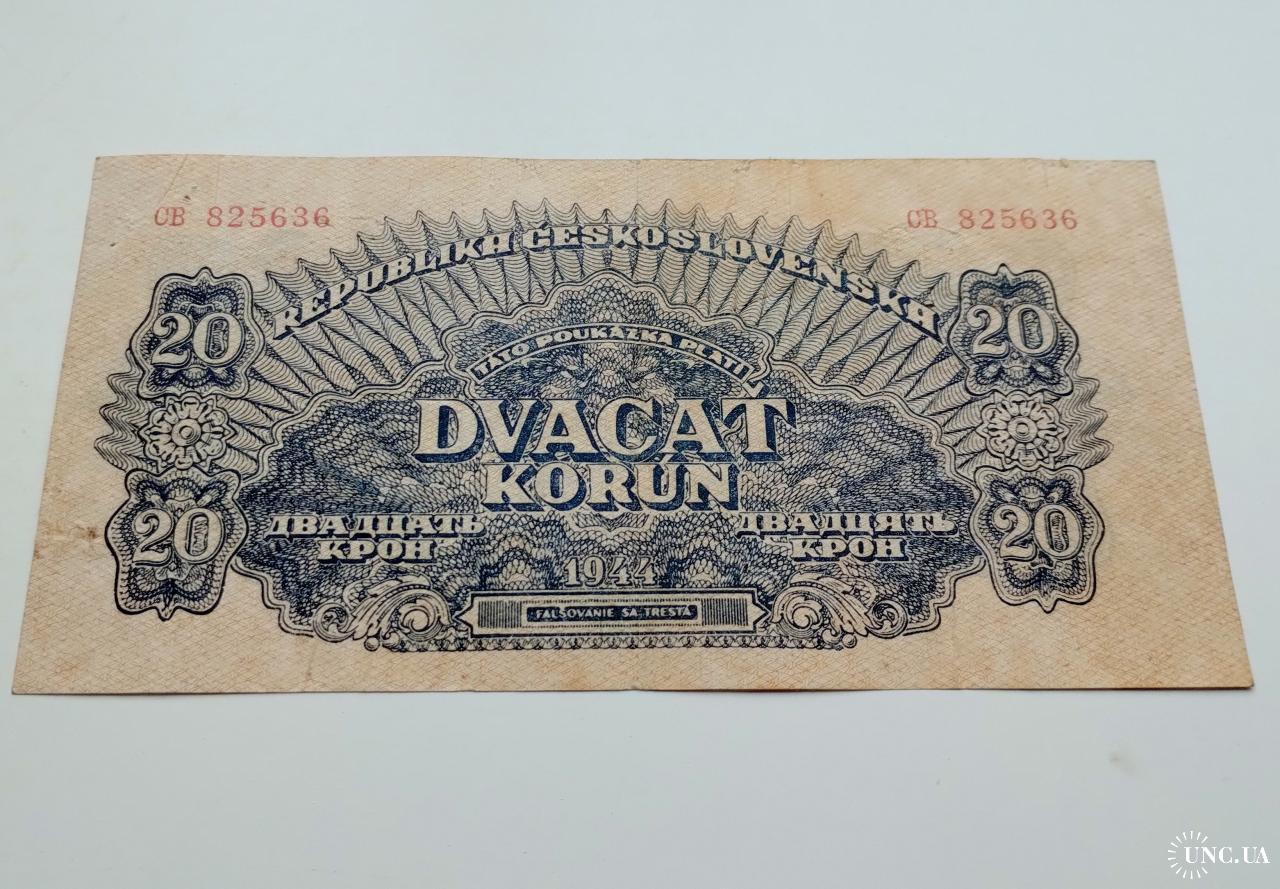 CB 825636 CB 825636
REPUBLIKA ČESKOSLOVENSKÁ
20 20
TÁTO POUKÁŽKA PLATÍ
DVACAŤ
KORÚN
20 20
ДВАДЦАТЬ ДВАДЦЯТЬ
КРОН КРОН
1944
FALŠOVANIE SA TRESTÁ
UNC.UA